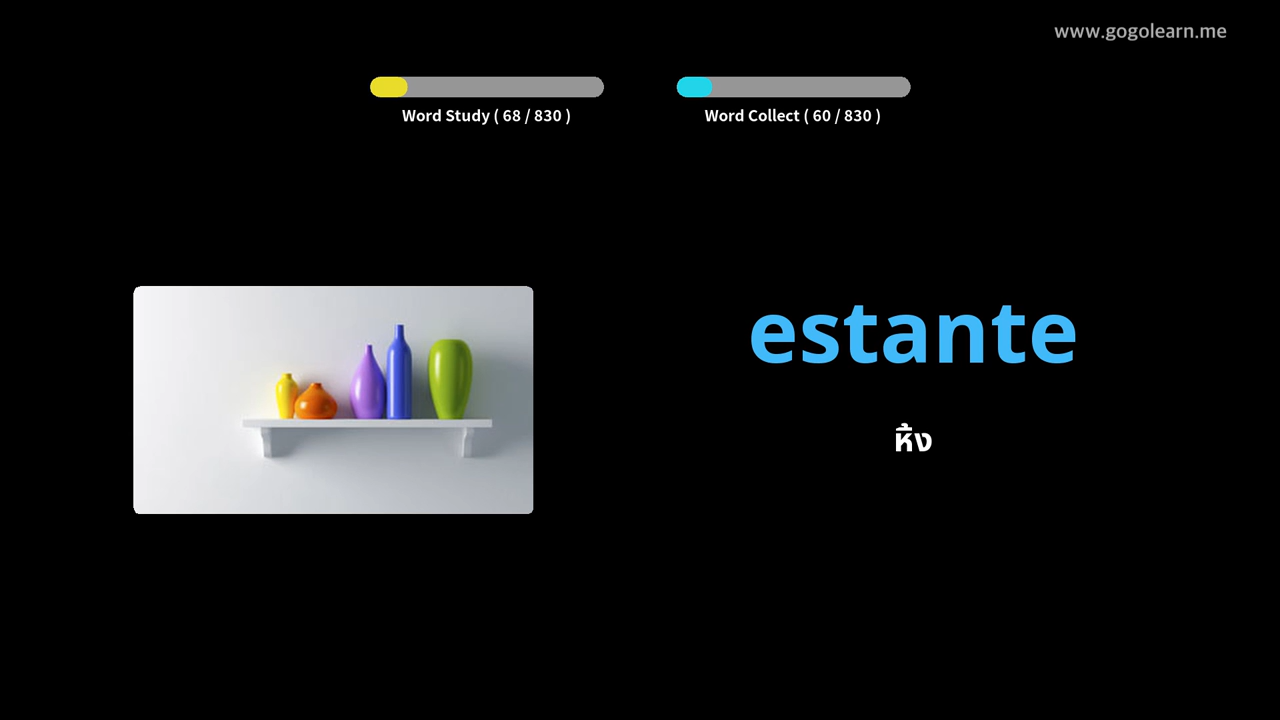 www.gogolearn.me
Word Study ( 68 / 830 )
Word Collect ( 60 / 830 )
estante
หิ้ง